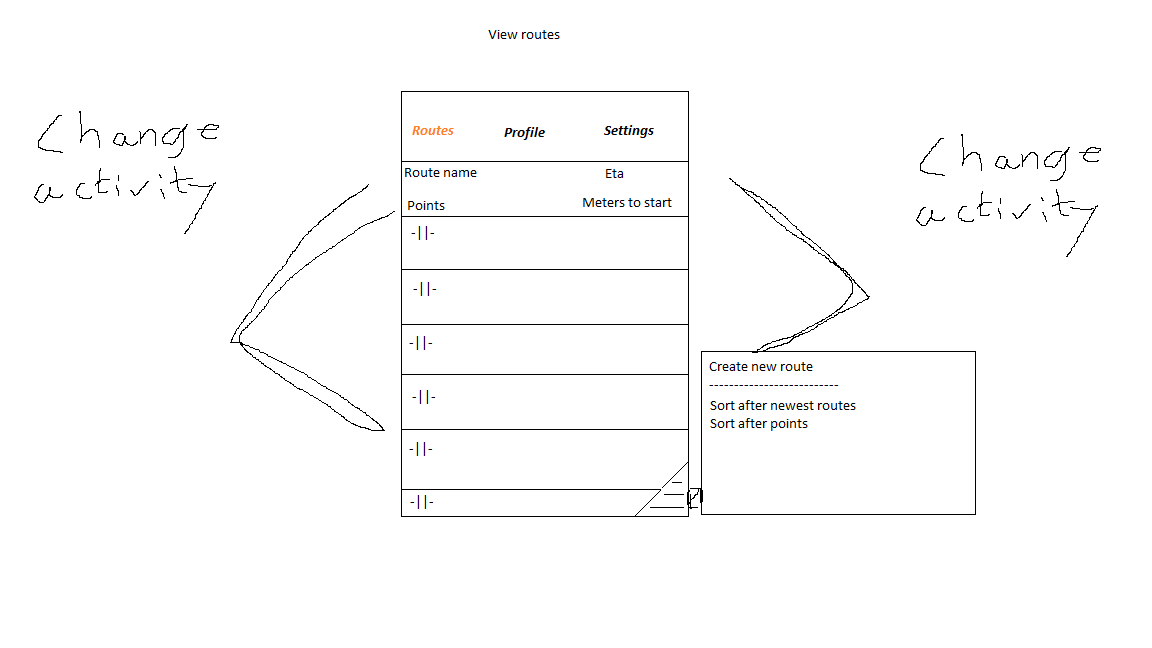 View routes
Change
activity
Routes Profile Settings
Route name Eta
Points Meters to start
-||-
-||-
-||-
-||-
-||-
-||-
Change
activity
Create new route
--------------------------
Sort after newest routes
Sort after points